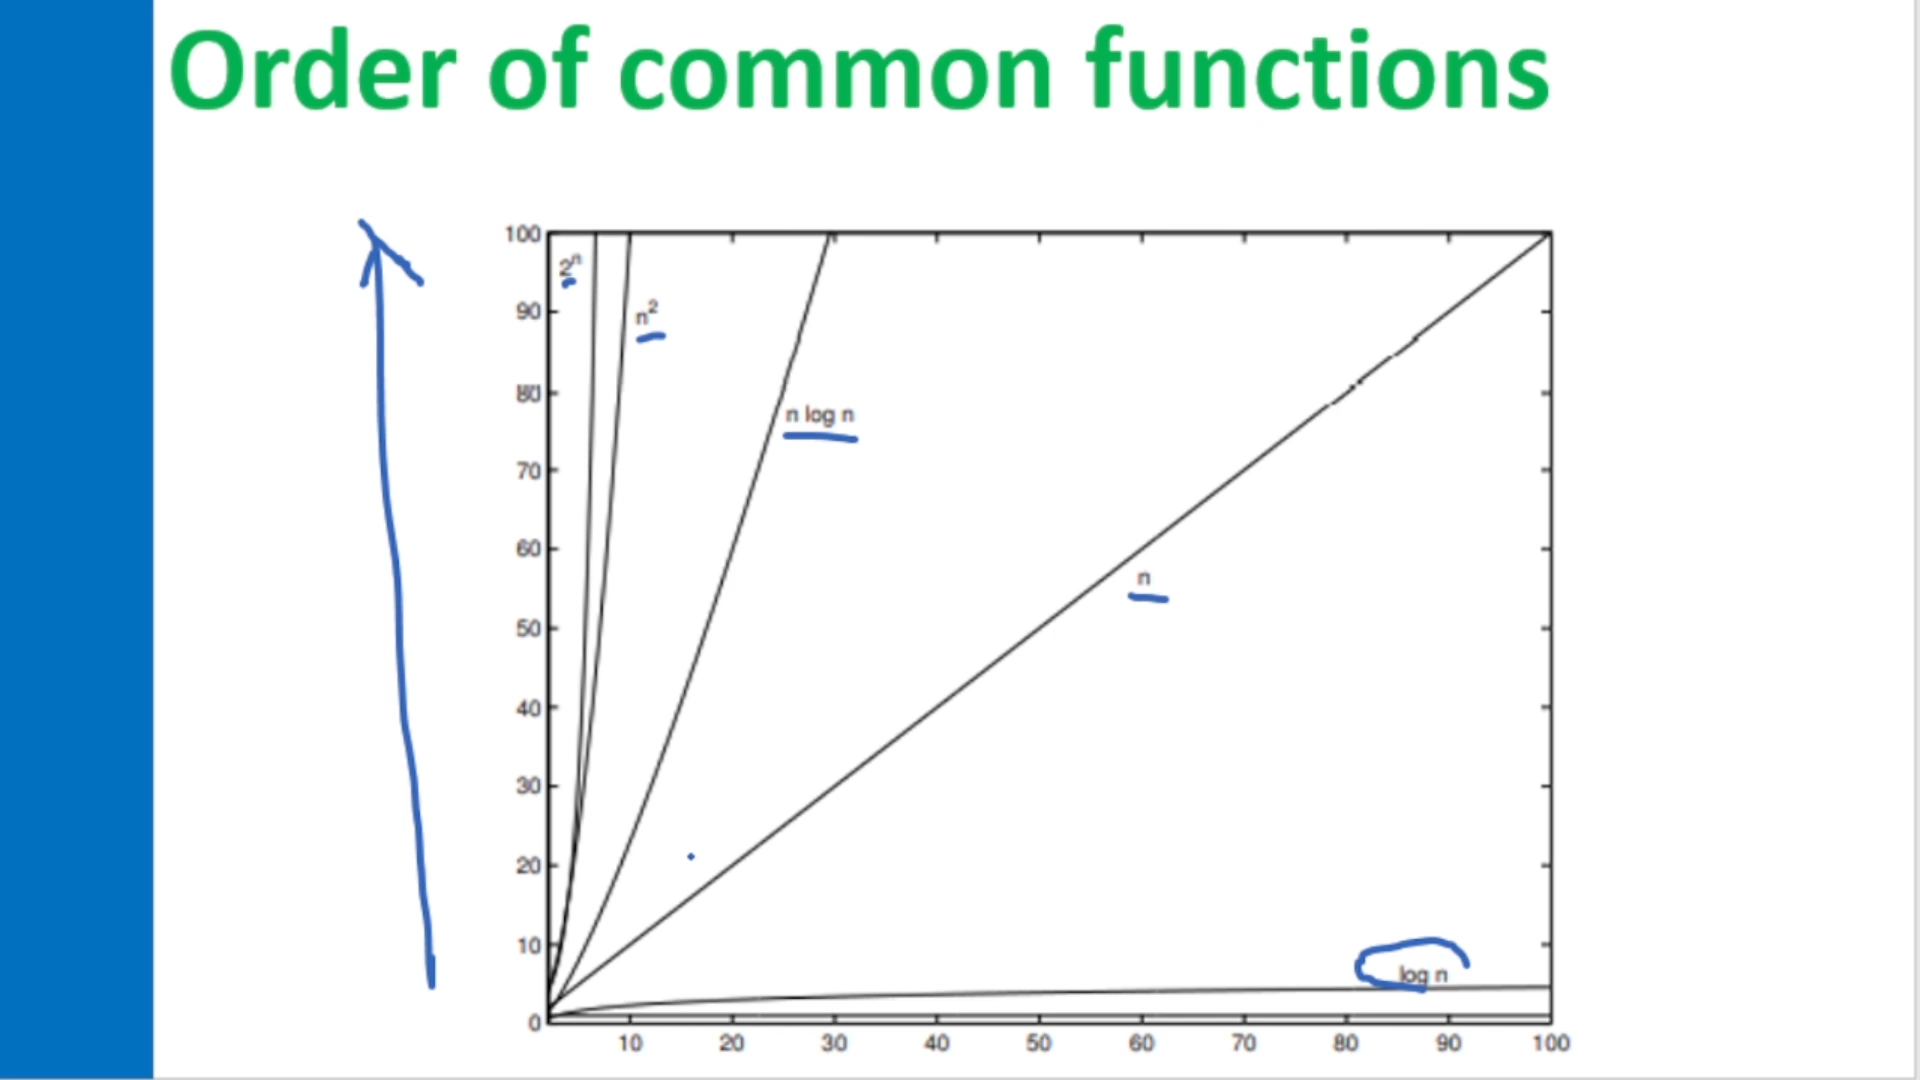 Order of common functions
100
2ⁿ
n²
90
80
n log n
70
60
n
50
40
30
20
10
log n
0
10 20 30 40 50 60 70 80 90 100